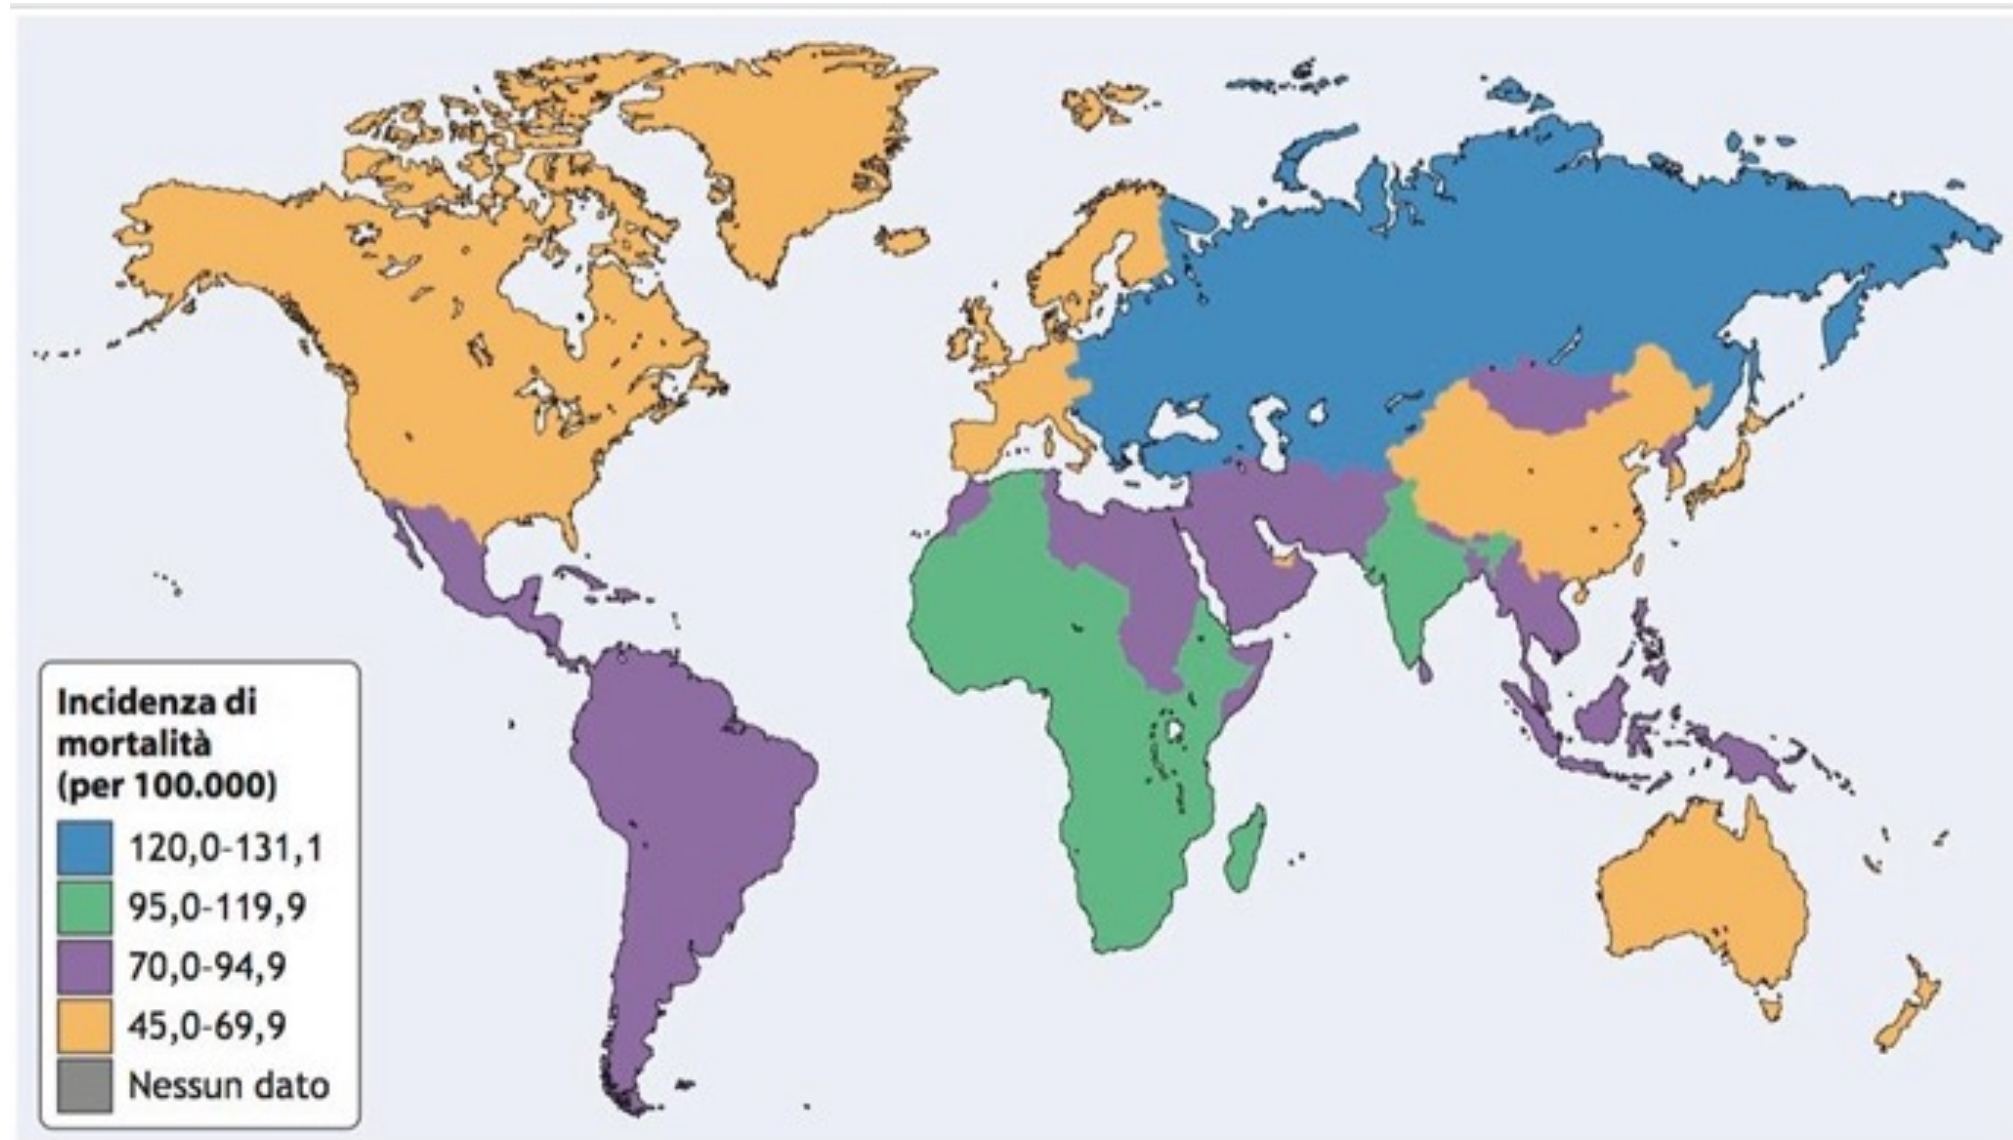 Incidenza di
mortalità
(per 100.000)
120,0-131,1
95,0-119,9
70,0-94,9
45,0-69,9
Nessun dato